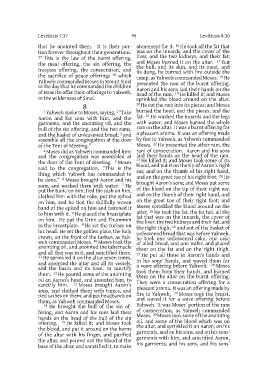 Leviticus 7:37 95 Leviticus 8:30
that he anointed them. It is their por-
tion forever throughout their generations.
37 This is the law of the burnt offering,
the meal offering, the sin offering, the
trespass offering, the consecration, and
the sacrifice of peace offerings 38 which
Yahweh commanded Moses in Mount Sinai
in the day that he commanded the children
of Israel to offer their offerings to Yahweh,
in the wilderness of Sinai.
8
1 Yahweh spoke to Moses, saying, 2 "Take
Aaron and his sons with him, and the
garments, and the anointing oil, and the
bull of the sin offering, and the two rams,
and the basket of unleavened bread; 3 and
assemble all the congregation at the door
of the Tent of Meeting."
4 Moses did as Yahweh commanded him;
and the congregation was assembled at
the door of the Tent of Meeting. 5 Moses
said to the congregation, "This is the
thing which Yahweh has commanded to
be done." 6 Moses brought Aaron and his
sons, and washed them with water. 7 He
put the tunic on him, tied the sash on him,
clothed him with the robe, put the ephod
on him, and he tied the skillfully woven
band of the ephod on him and fastened it
to him with it. 8 He placed the breastplate
on him. He put the Urim and Thummim
in the breastplate. 9 He set the turban on
his head. He set the golden plate, the holy
crown, on the front of the turban, as Yah-
weh commanded Moses. 10 Moses took the
anointing oil, and anointed the tabernacle
and all that was in it, and sanctified them.
11 He sprinkled it on the altar seven times,
and anointed the altar and all its vessels,
and the basin and its base, to sanctify
them. 12 He poured some of the anointing
oil on Aaron's head, and anointed him, to
sanctify him. 13 Moses brought Aaron's
sons, and clothed them with tunics, and
tied sashes on them, and put headbands on
them, as Yahweh commanded Moses.
14 He brought the bull of the sin of-
fering, and Aaron and his sons laid their
hands on the head of the bull of the sin
offering. 15 He killed it; and Moses took
the blood, and put it around on the horns
of the altar with his finger, and purified
the altar, and poured out the blood at the
base of the altar, and sanctified it, to make
atonement for it. 16 He took all the fat that
was on the innards, and the cover of the
liver, and the two kidneys, and their fat;
and Moses burned it on the altar. 17 But
the bull, and its skin, and its meat, and
its dung, he burned with fire outside the
camp, as Yahweh commanded Moses. 18 He
presented the ram of the burnt offering.
Aaron and his sons laid their hands on the
head of the ram. 19 He killed it; and Moses
sprinkled the blood around on the altar.
20 He cut the ram into its pieces; and Moses
burned the head, and the pieces, and the
fat. 21 He washed the innards and the legs
with water; and Moses burned the whole
ram on the altar. It was a burnt offering for
a pleasant aroma. It was an offering made
by fire to Yahweh, as Yahweh commanded
Moses. 22 He presented the other ram, the
ram of consecration. Aaron and his sons
laid their hands on the head of the ram.
23 He killed it; and Moses took some of its
blood, and put it on the tip of Aaron's right
ear, and on the thumb of his right hand,
and on the great toe of his right foot. 24 He
brought Aaron's sons; and Moses put some
of the blood on the tip of their right ear,
and on the thumb of their right hand, and
on the great toe of their right foot; and
Moses sprinkled the blood around on the
altar. 25 He took the fat, the fat tail, all the
fat that was on the innards, the cover of
the liver, the two kidneys and their fat, and
the right thigh; 26 and out of the basket of
unleavened bread that was before Yahweh,
he took one unleavened cake, one cake
of oiled bread, and one wafer, and placed
them on the fat and on the right thigh.
27 He put all these in Aaron's hands and
in his sons' hands, and waved them for
a wave offering before Yahweh. 28 Moses
took them from their hands, and burned
them on the altar on the burnt offering.
They were a consecration offering for a
pleasant aroma. It was an offering made by
fire to Yahweh. 29 Moses took the breast,
and waved it for a wave offering before
Yahweh. It was Moses' portion of the ram
of consecration, as Yahweh commanded
Moses. 30 Moses took some of the anointing
oil, and some of the blood which was on
the altar, and sprinkled it on Aaron, on his
garments, and on his sons, and on his sons'
garments with him, and sanctified Aaron,
his garments, and his sons, and his sons'